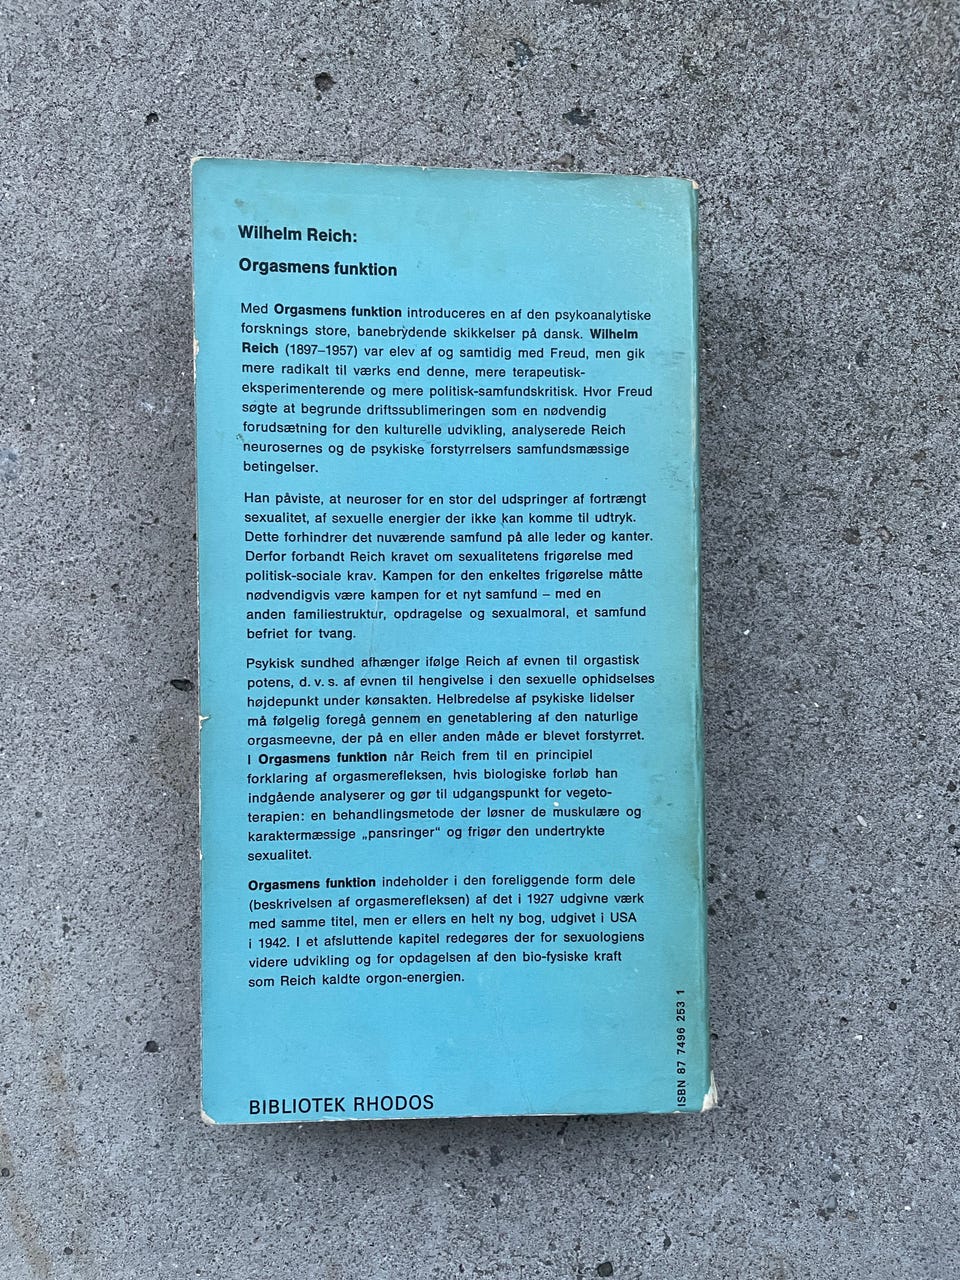 Wilhelm Reich:
Orgasmens funktion
Med Orgasmens funktion introduceres en af den psykoanalytiske
forsknings store, banebrydende skikkelser på dansk. Wilhelm
Reich (1897–1957) var elev af og samtidig med Freud, men gik
mere radikalt til værks end denne, mere terapeutisk-
eksperimenterende og mere politisk-samfundskritisk. Hvor Freud
søgte at begrunde driftssublimeringen som en nødvendig
forudsætning for den kulturelle udvikling, analyserede Reich
neurosernes og de psykiske forstyrrelsers samfundsmæssige
betingelser.
Han påviste, at neuroser for en stor del udspringer af fortrængt
sexualitet, af sexuelle energier der ikke kan komme til udtryk.
Dette forhindrer det nuværende samfund på alle leder og kanter.
Derfor forbandt Reich kravet om sexualitetens frigørelse med
politisk-sociale krav. Kampen for den enkeltes frigørelse måtte
nødvendigvis være kampen for et nyt samfund – med en
anden familiestruktur, opdragelse og sexualmoral, et samfund
befriet for tvang.
Psykisk sundhed afhænger ifølge Reich af evnen til orgastisk
potens, d. v. s. af evnen til hengivelse i den sexuelle ophidselses
højdepunkt under kønsakten. Helbredelse af psykiske lidelser
må følgelig foregå gennem en genetablering af den naturlige
orgasmeevne, der på en eller anden måde er blevet forstyrret.
I Orgasmens funktion når Reich frem til en principiel
forklaring af orgasmerefleksen, hvis biologiske forløb han
indgående analyserer og gør til udgangspunkt for vegeto-
terapien: en behandlingsmetode der løsner de muskulære og
karaktermæssige „pansringer“ og frigør den undertrykte
sexualitet.
Orgasmens funktion indeholder i den foreliggende form dele
(beskrivelsen af orgasmerefleksen) af det i 1927 udgivne værk
med samme titel, men er ellers en helt ny bog, udgivet i USA
i 1942. I et afsluttende kapitel redegøres der for sexuologiens
videre udvikling og for opdagelsen af den bio-fysiske kraft
som Reich kaldte orgon-energien.
BIBLIOTEK RHODOS
ISBN 87 7496 253 1